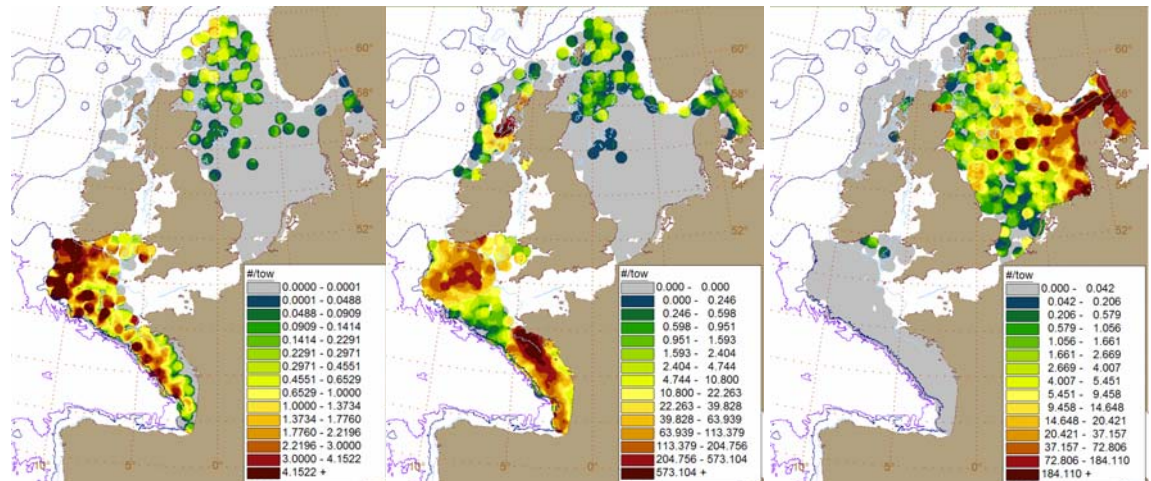 60°
58°
52°
#/tow
0.0000 - 0.0001
0.0001 - 0.0488
0.0488 - 0.0909
0.0909 - 0.1414
0.1414 - 0.2291
0.2291 - 0.2971
0.2971 - 0.4551
0.4551 - 0.6529
0.6529 - 1.0000
1.0000 - 1.3734
1.3734 - 1.7760
1.7760 - 2.2196
2.2196 - 3.0000
3.0000 - 4.1522
4.1522 +
10°
5°
0°
60°
58°
52°
#/tow
0.000 - 0.000
0.000 - 0.246
0.246 - 0.598
0.598 - 0.951
0.951 - 1.593
1.593 - 2.404
2.404 - 4.744
4.744 - 10.800
10.800 - 22.263
22.263 - 39.828
39.828 - 63.939
63.939 - 113.379
113.379 - 204.756
204.756 - 573.104
573.104 +
10°
5°
0°
60°
58°
52°
#/tow
0.000 - 0.042
0.042 - 0.206
0.206 - 0.579
0.579 - 1.056
1.056 - 1.661
1.661 - 2.669
2.669 - 4.007
4.007 - 5.451
5.451 - 9.458
9.458 - 14.648
14.648 - 20.421
20.421 - 37.157
37.157 - 72.806
72.806 - 184.110
184.110 +
10°
5°
0°